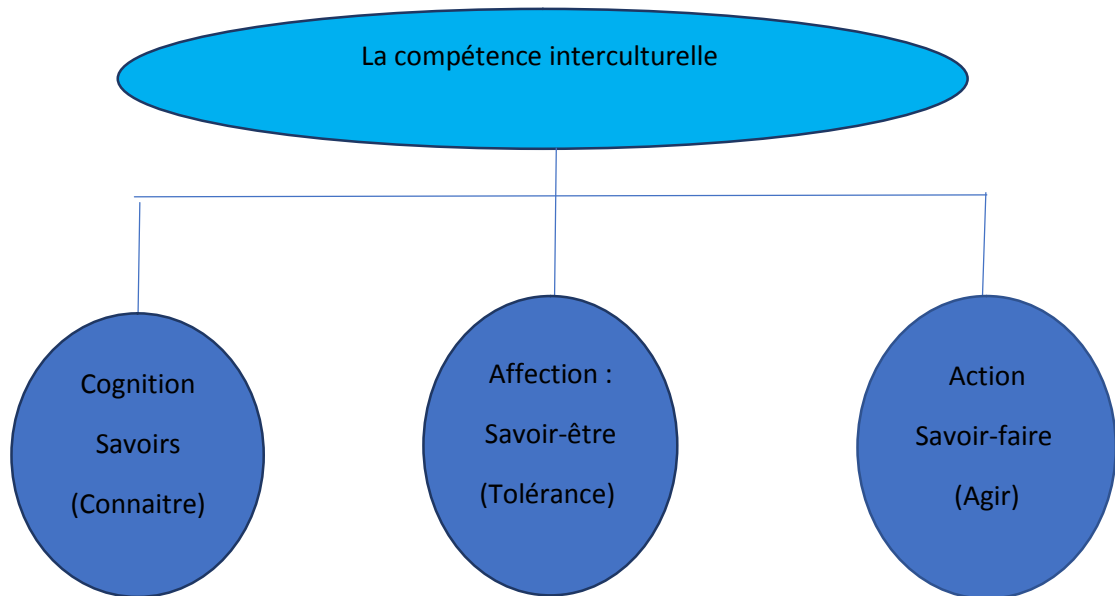 La compétence interculturelle
Cognition
Savoirs
(Connaitre)
Affection :
Savoir-être
(Tolérance)
Action
Savoir-faire
(Agir)